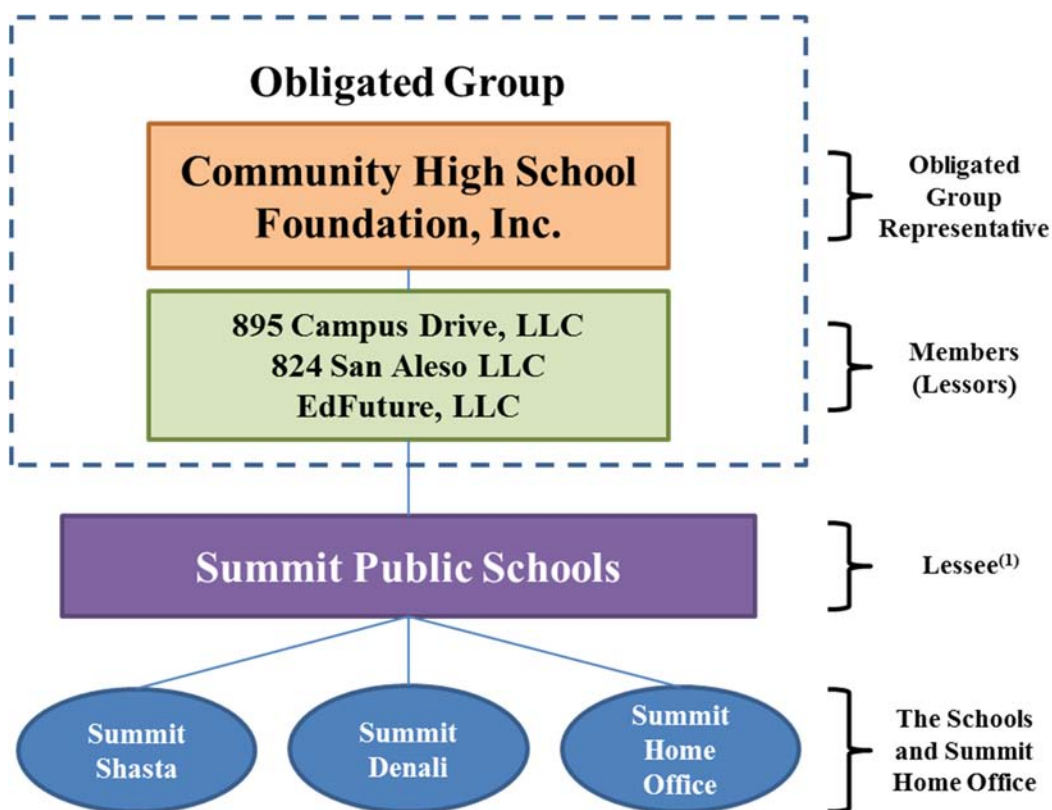 Obligated Group
Community High School
Foundation, Inc.
Obligated
Group
Representative
895 Campus Drive, LLC
824 San Aleso LLC
EdFuture, LLC
Members
(Lessors)
Summit Public Schools
Lessee(1)
Summit
Shasta
Summit
Denali
Summit
Home
Office
The Schools
and Summit
Home Office